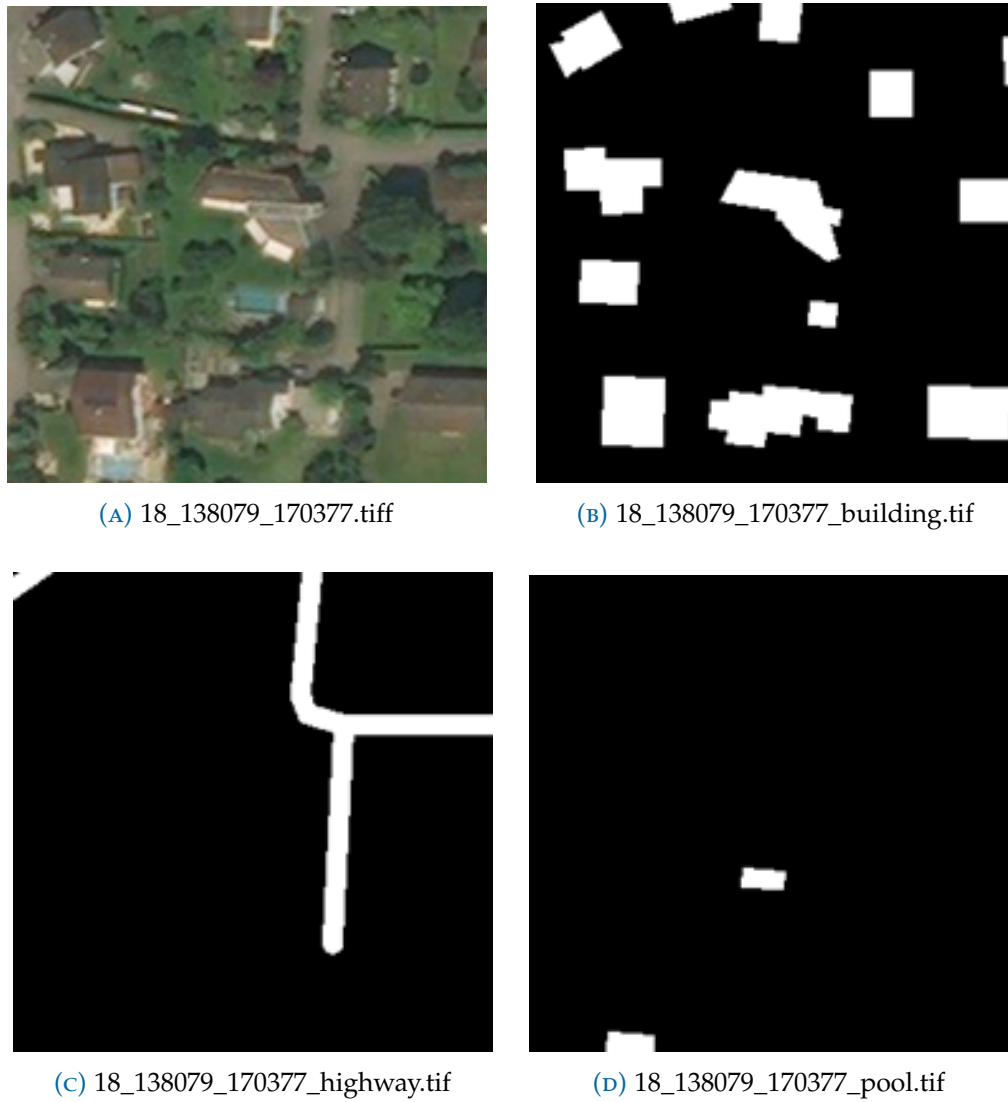 (A) 18_138079_170377.tiff
(B) 18_138079_170377_building.tif
(C) 18_138079_170377_highway.tif
(D) 18_138079_170377_pool.tif